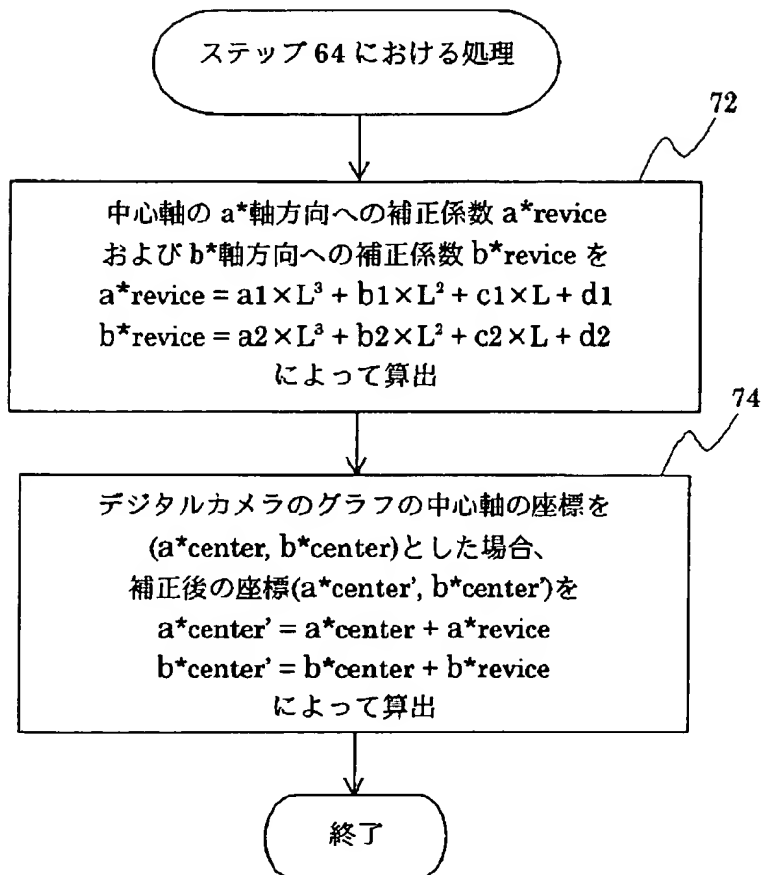 ステップ 64 における処理
72
中心軸の a*軸方向への補正係数 a*revice
および b*軸方向への補正係数 b*revice を
a*revice = a1×L³ + b1×L² + c1×L + d1
b*revice = a2×L³ + b2×L² + c2×L + d2
によって算出
74
デジタルカメラのグラフの中心軸の座標を
(a*center, b*center)とした場合、
補正後の座標(a*center’, b*center’)を
a*center’ = a*center + a*revice
b*center’ = b*center + b*revice
によって算出
終了